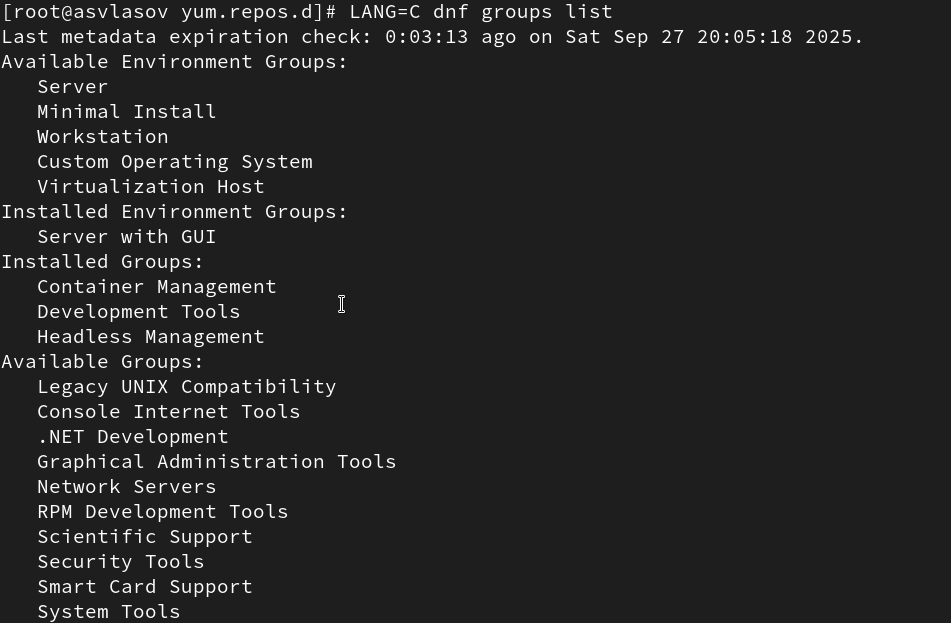 [root@asvlasov yum.repos.d]# LANG=C dnf groups list
Last metadata expiration check: 0:03:13 ago on Sat Sep 27 20:05:18 2025.
Available Environment Groups:
   Server
   Minimal Install
   Workstation
   Custom Operating System
   Virtualization Host
Installed Environment Groups:
   Server with GUI
Installed Groups:
   Container Management
   Development Tools
   Headless Management
Available Groups:
   Legacy UNIX Compatibility
   Console Internet Tools
   .NET Development
   Graphical Administration Tools
   Network Servers
   RPM Development Tools
   Scientific Support
   Security Tools
   Smart Card Support
   System Tools